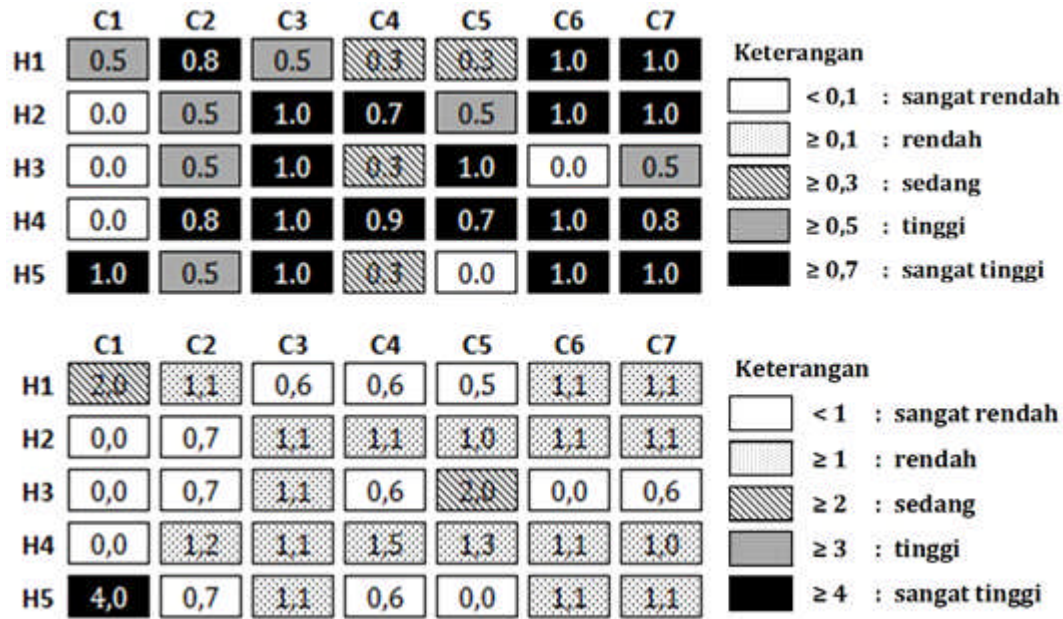 C1 C2 C3 C4 C5 C6 C7
H1 0.5 0.8 0.5 0.3 0.3 1.0 1.0
H2 0.0 0.5 1.0 0.7 0.5 1.0 1.0
H3 0.0 0.5 1.0 0.3 1.0 0.0 0.5
H4 0.0 0.8 1.0 0.9 0.7 1.0 0.8
H5 1.0 0.5 1.0 0.3 0.0 1.0 1.0
Keterangan
< 0,1 : sangat rendah
≥ 0,1 : rendah
≥ 0,3 : sedang
≥ 0,5 : tinggi
≥ 0,7 : sangat tinggi
C1 C2 C3 C4 C5 C6 C7
H1 2,0 1,1 0,6 0,6 0,5 1,1 1,1
H2 0,0 0,7 1,1 1,1 1,0 1,1 1,1
H3 0,0 0,7 1,1 0,6 2,0 0,0 0,6
H4 0,0 1,2 1,1 1,5 1,3 1,1 1,0
H5 4,0 0,7 1,1 0,6 0,0 1,1 1,1
Keterangan
< 1 : sangat rendah
≥ 1 : rendah
≥ 2 : sedang
≥ 3 : tinggi
≥ 4 : sangat tinggi